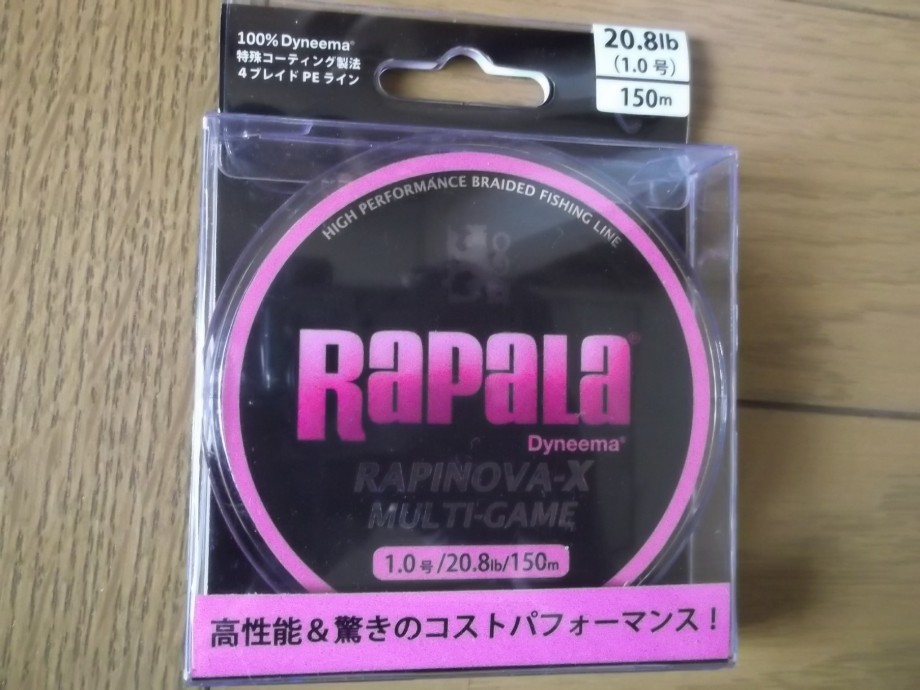 100% Dyneema®
特殊コーティング製法
4ブレイド PE ライン
20.8lb
(1.0 号)
150m
HIGH PERFORMANCE BRAIDED FISHING LINE
RAPALA®
Dyneema®
RAPINOVA-X
MULTI-GAME
1.0 号/20.8lb/150m
高性能&驚きのコストパフォーマンス!